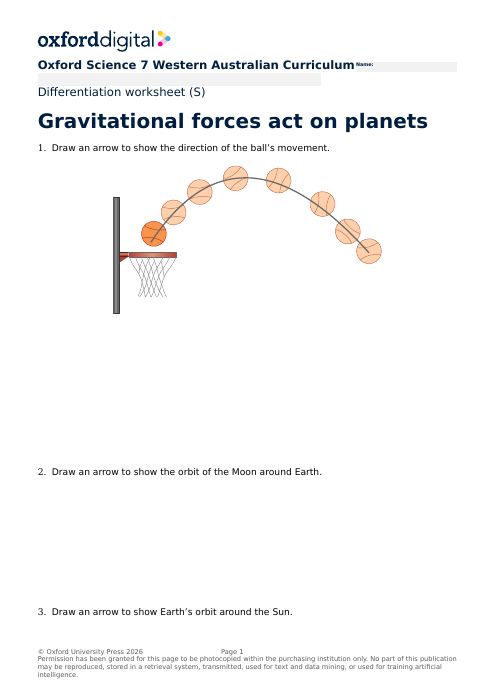 oxforddigital
Oxford Science 7 Western Australian Curriculum Name:
Differentiation worksheet (S)
Gravitational forces act on planets
1. Draw an arrow to show the direction of the ball’s movement.
2. Draw an arrow to show the orbit of the Moon around Earth.
3. Draw an arrow to show Earth’s orbit around the Sun.
© Oxford University Press 2026 Page 1
Permission has been granted for this page to be photocopied within the purchasing institution only. No part of this publication
may be reproduced, stored in a retrieval system, transmitted, used for text and data mining, or used for training artificial
intelligence.